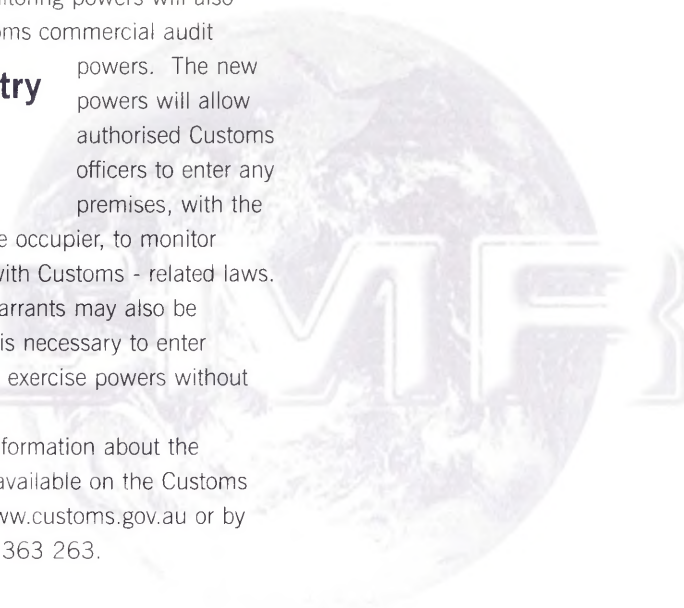 itoring powers will also
oms commercial audit
powers. The new
try
powers will allow
authorised Customs
officers to enter any
premises, with the
e occupier, to monitor
with Customs - related laws.
arrants may also be
is necessary to enter
exercise powers without
formation about the
available on the Customs
ww.customs.gov.au or by
363 263.